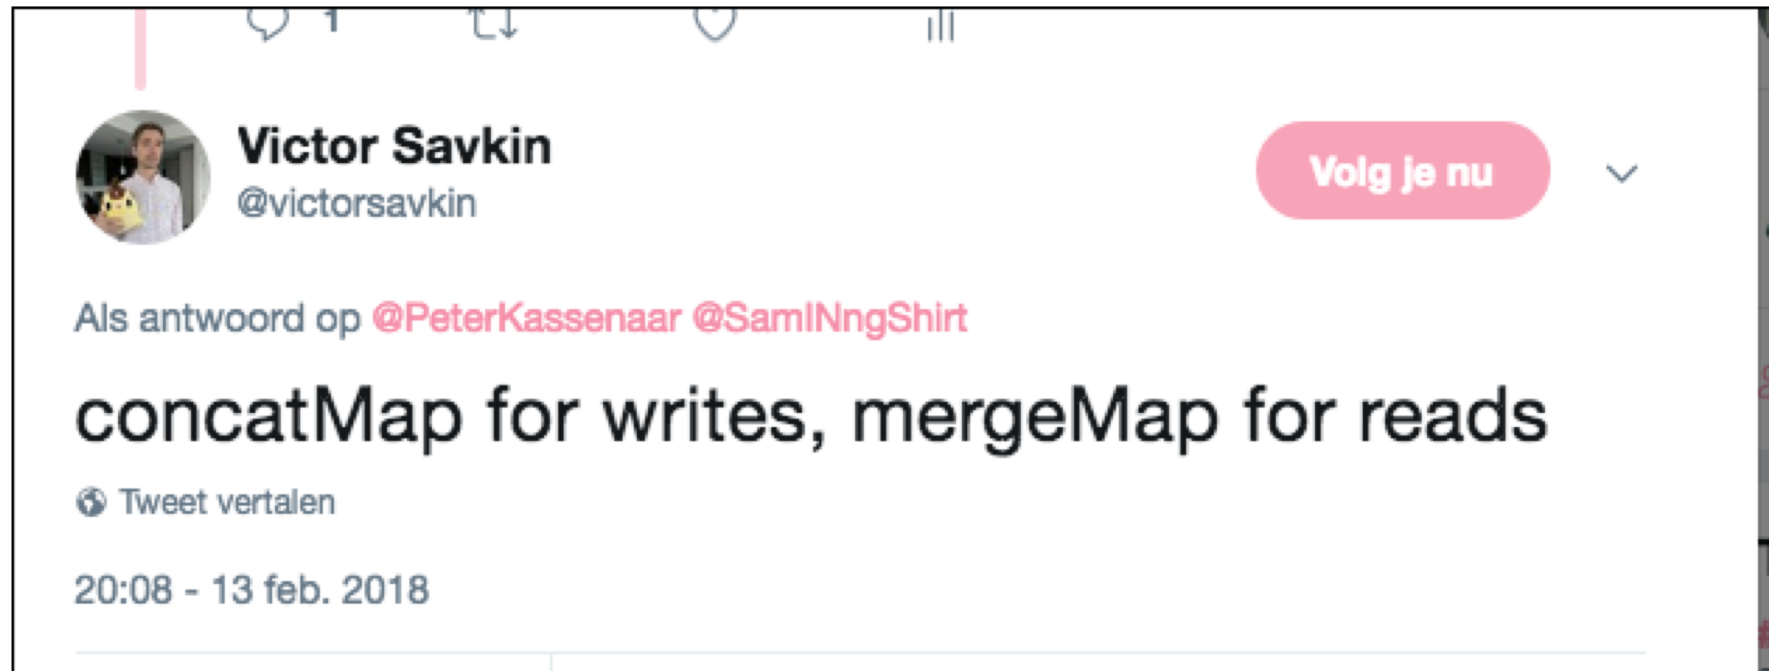 1
Victor Savkin
@victorsavkin
Volg je nu
Als antwoord op @PeterKassenaar @SamINngShirt
concatMap for writes, mergeMap for reads
Tweet vertalen
20:08 - 13 feb. 2018